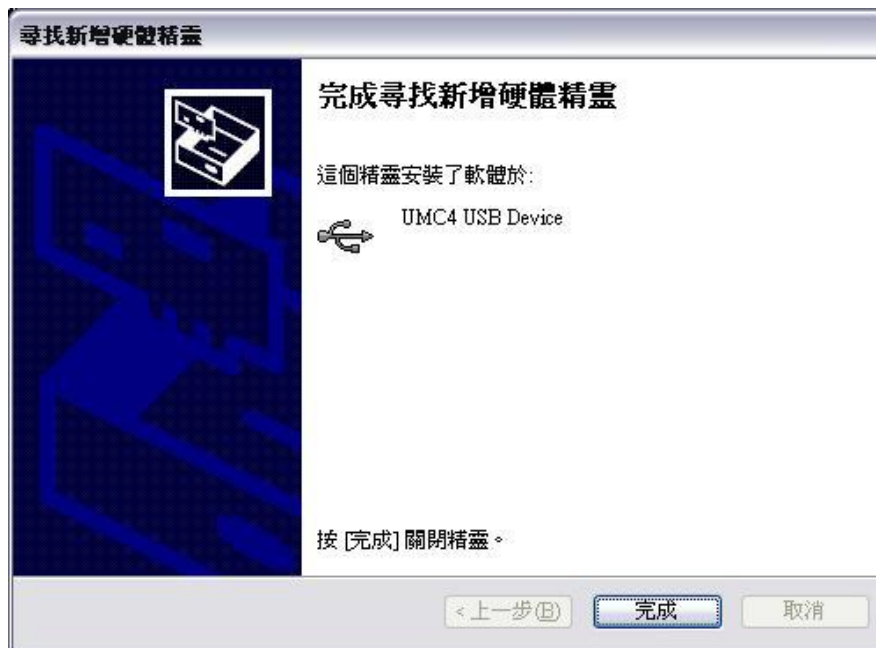 尋找新增硬體精靈
完成尋找新增硬體精靈
這個精靈安裝了軟體於:
UMC4 USB Device
按 [完成] 關閉精靈。
<上一步(B)
完成
取消